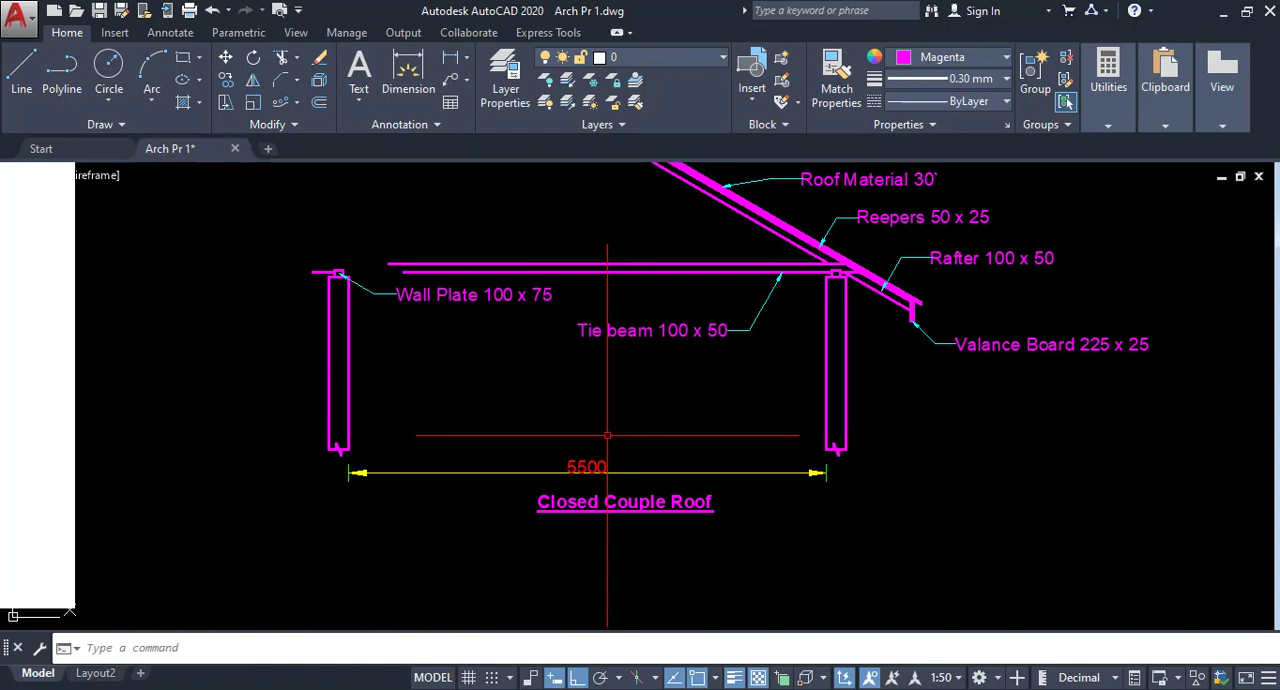 Autodesk AutoCAD 2020 Arch Pr 1.dwg
Type a keyword or phrase
Sign In
Home Insert Annotate Parametric View Manage Output Collaborate Express Tools
Line Polyline Circle Arc
Draw
Modify
Text Dimension
Annotation
Layer
Properties
0
Layers
Insert
Block
Match
Properties
Magenta
0.30 mm
ByLayer
Properties
Group
Groups
Utilities
Clipboard
View
Start
Arch Pr 1*
ireframe]
Roof Material 30'
Reepers 50 x 25
Rafter 100 x 50
Wall Plate 100 x 75
Tie beam 100 x 50
Valance Board 225 x 25
5500
Closed Couple Roof
Type a command
Model Layout2
MODEL
1:50
Decimal